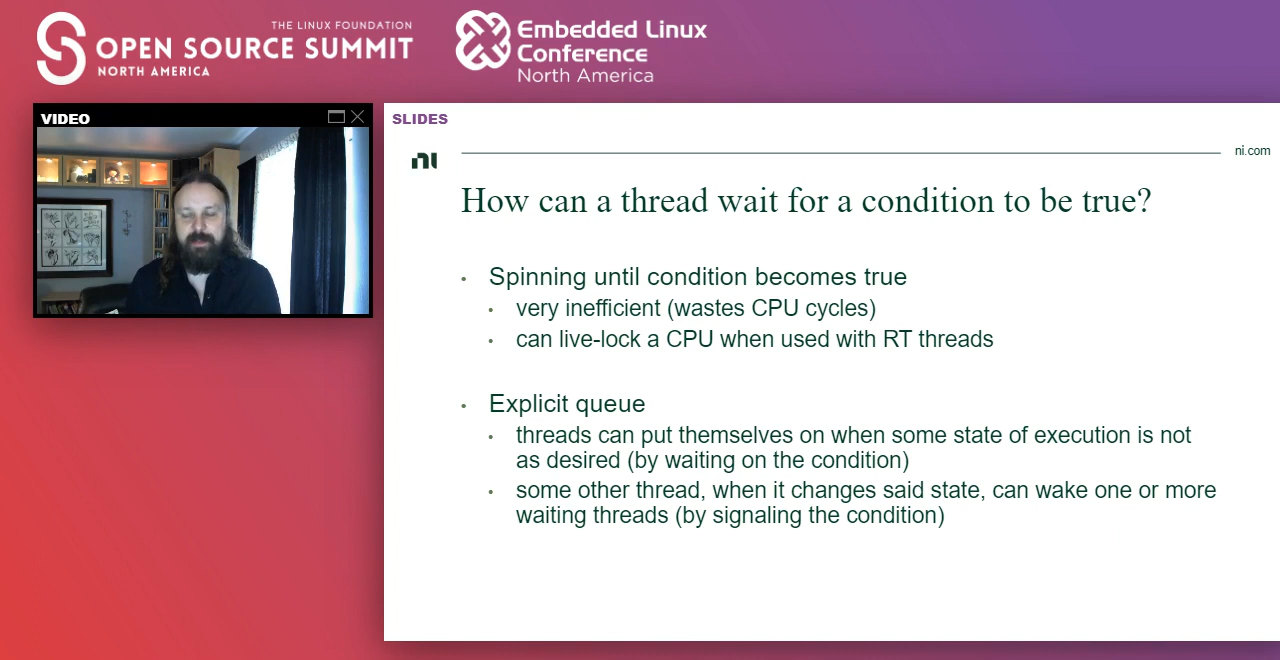 THE LINUX FOUNDATION
OPEN SOURCE SUMMIT
NORTH AMERICA
Embedded Linux
Conference
North America
VIDEO
SLIDES
ni
ni.com
How can a thread wait for a condition to be true?
• Spinning until condition becomes true
• very inefficient (wastes CPU cycles)
• can live-lock a CPU when used with RT threads
• Explicit queue
• threads can put themselves on when some state of execution is not
as desired (by waiting on the condition)
• some other thread, when it changes said state, can wake one or more
waiting threads (by signaling the condition)